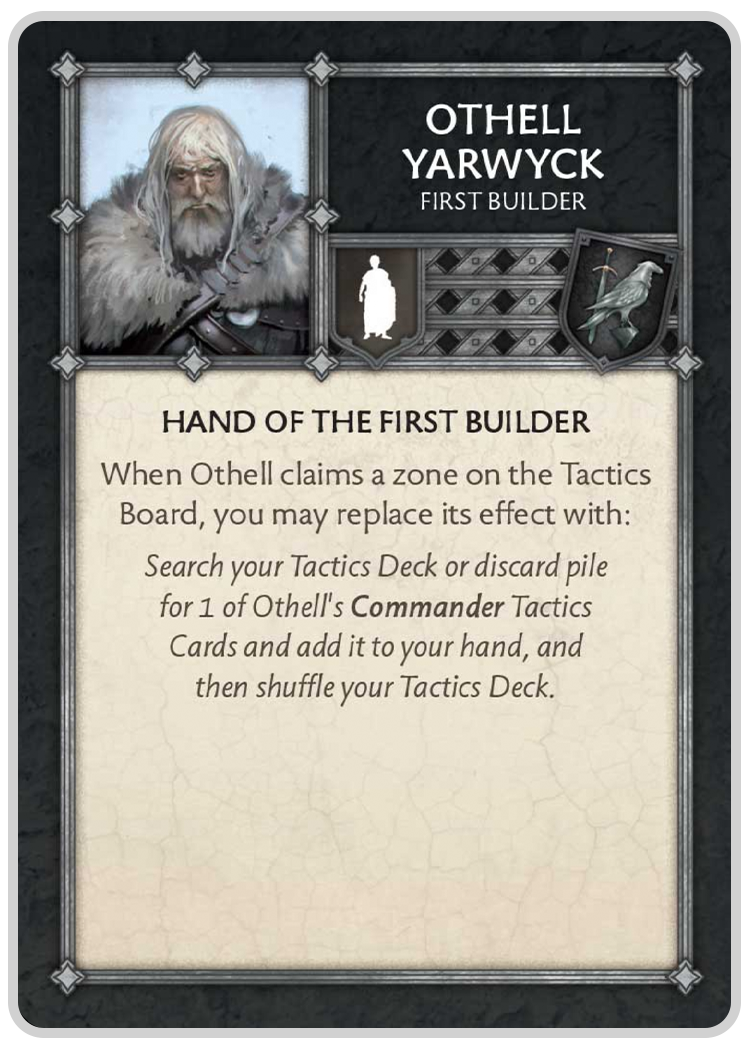 OTHELL
YARWYCK
FIRST BUILDER
HAND OF THE FIRST BUILDER
When Othell claims a zone on the Tactics
Board, you may replace its effect with:
Search your Tactics Deck or discard pile
for 1 of Othell's Commander Tactics
Cards and add it to your hand, and
then shuffle your Tactics Deck.